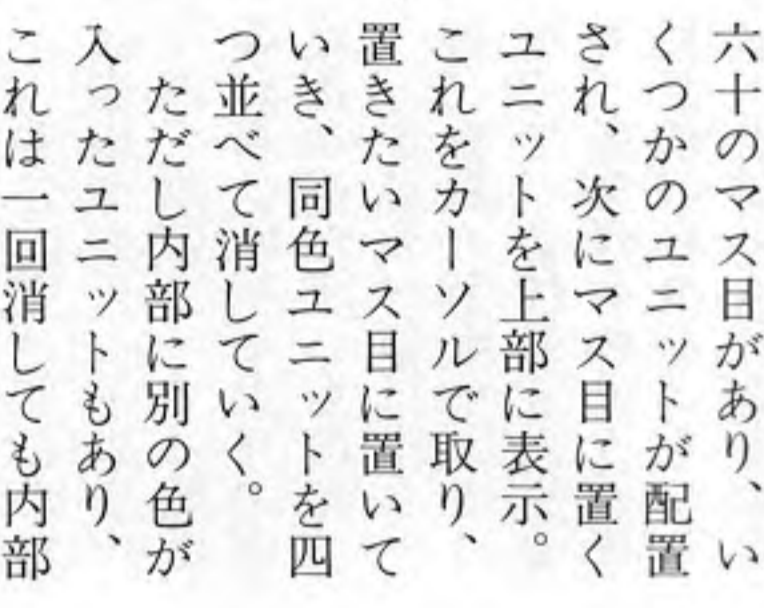 六十のマス目があり、い
くつかのユニットが配置
され、次にマス目に置く
ユニットを上部に表示。
これをカーソルで取り、
置きたいマス目に置いて
いき、同色ユニットを四
つ並べて消していく。
ただし内部に別の色が
入ったユニットもあり、
これは一回消しても内部